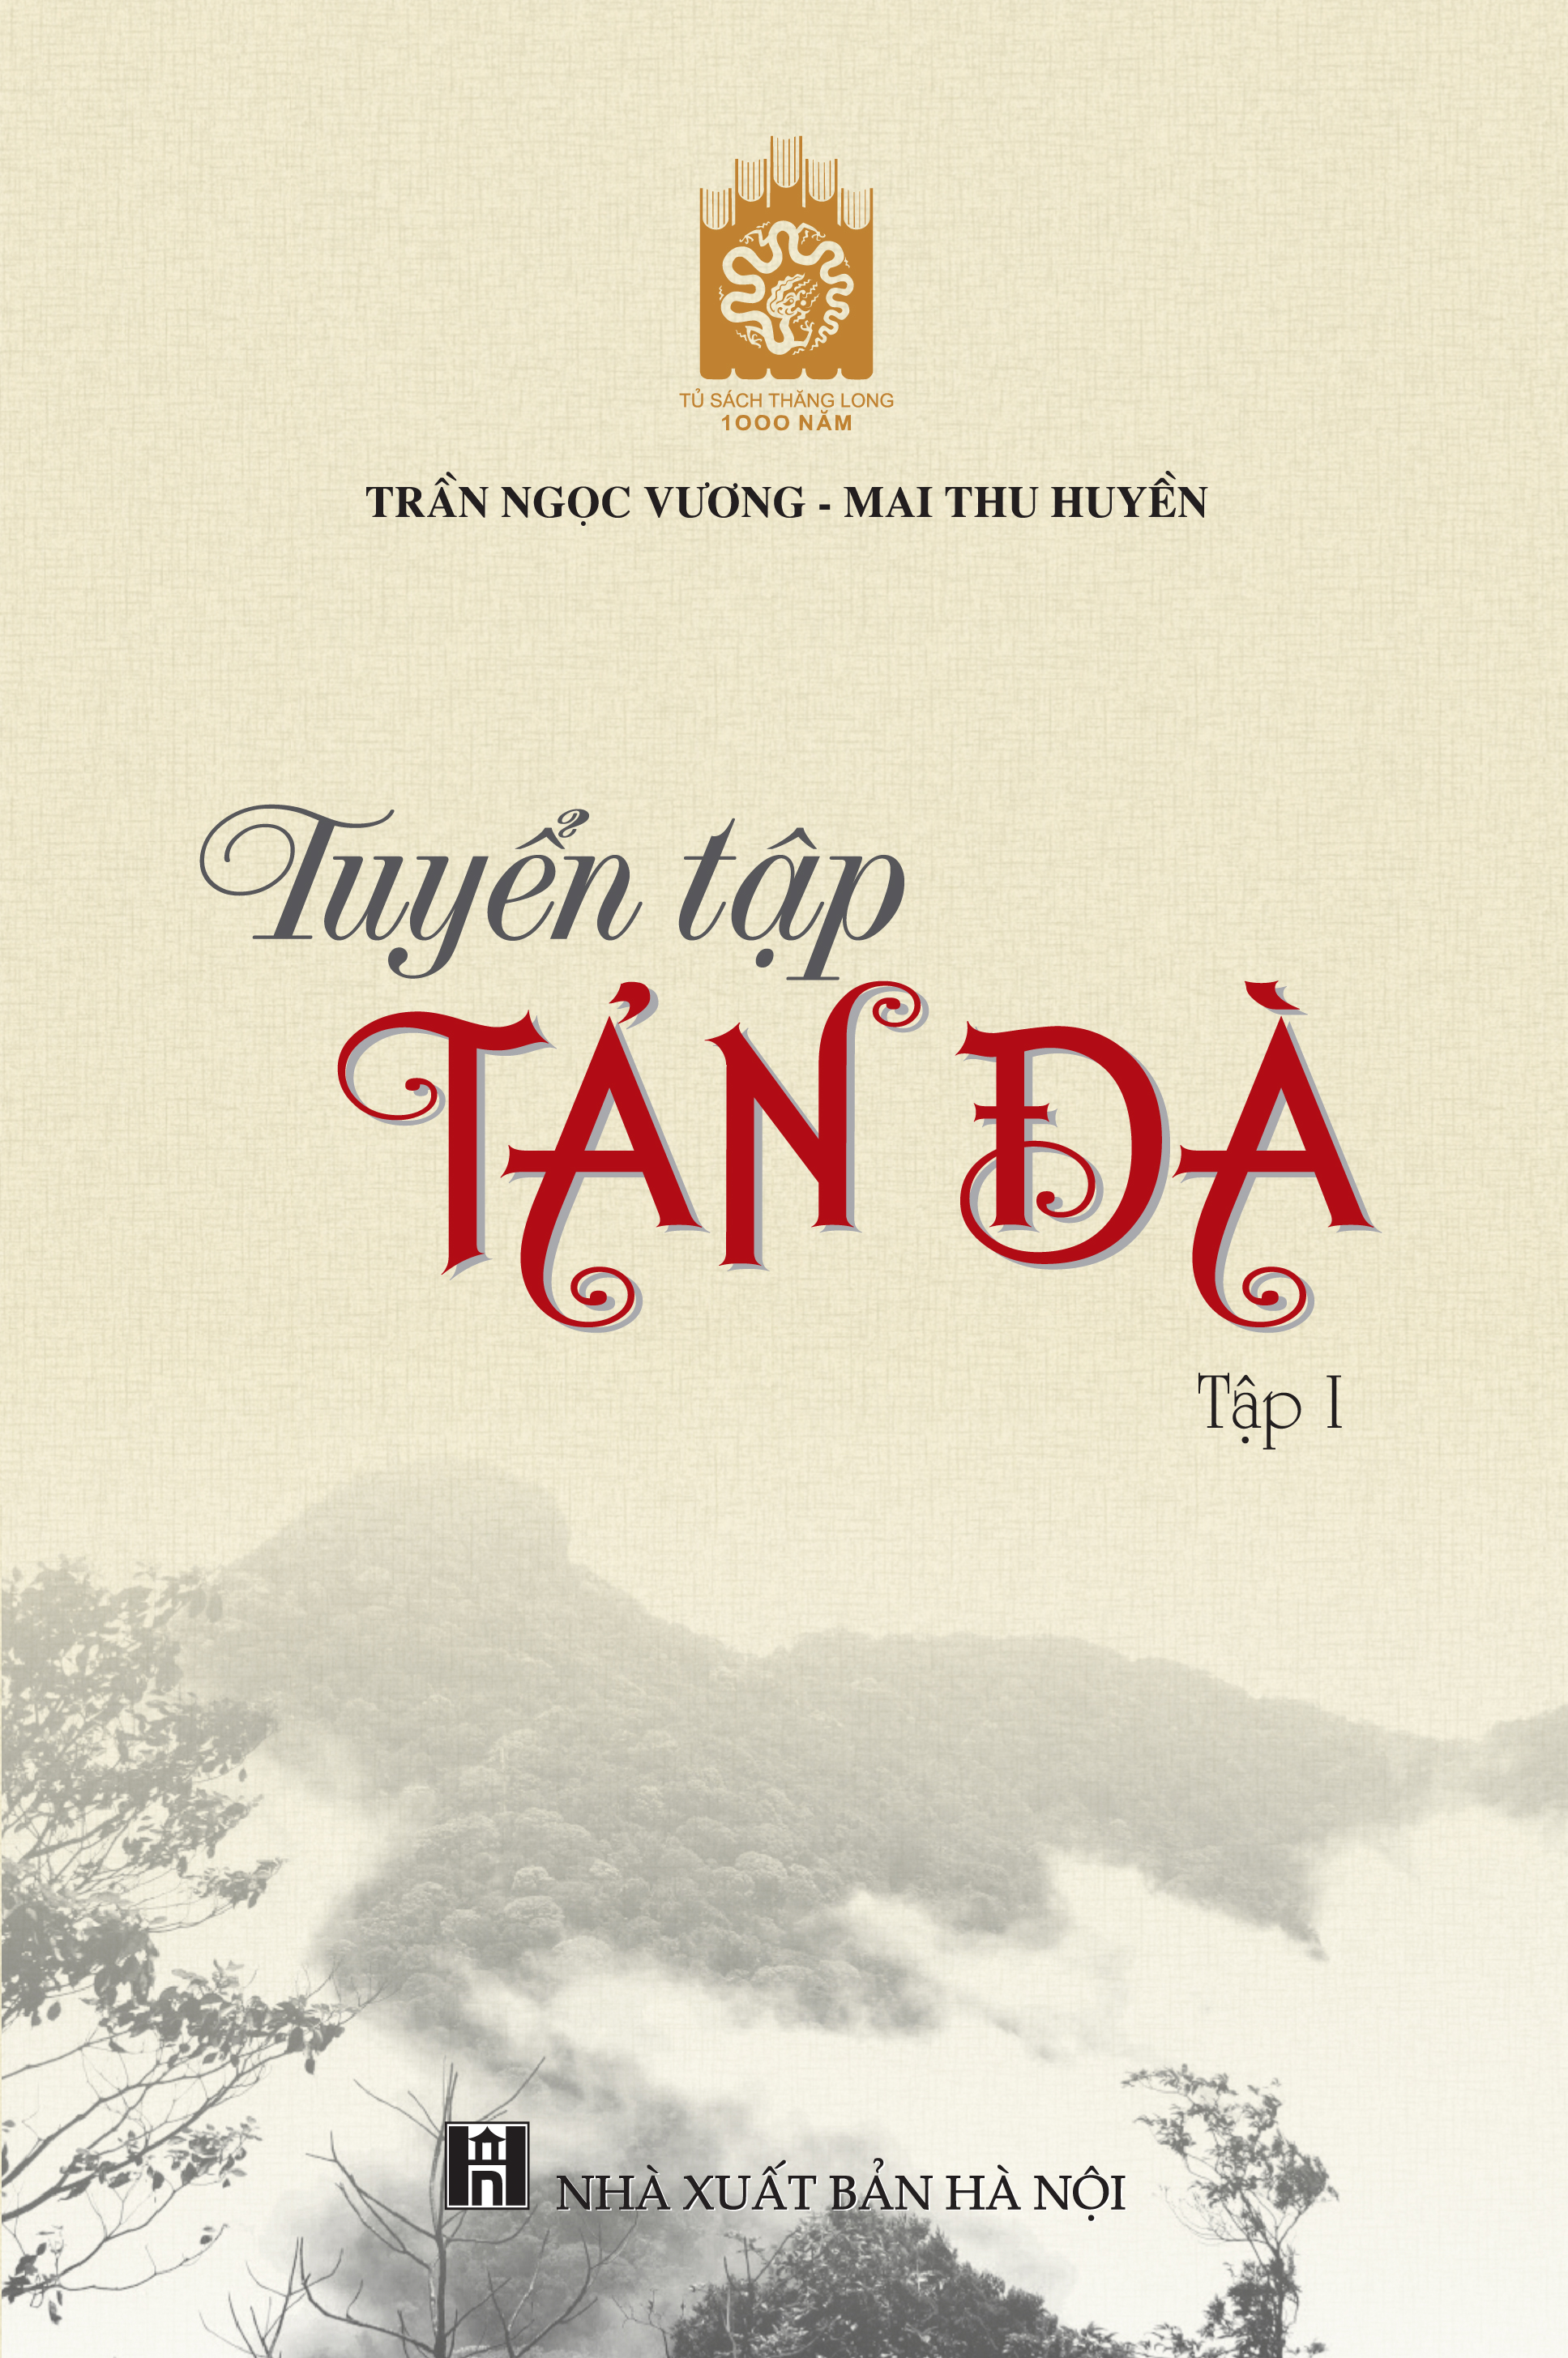 TỦ SÁCH THĂNG LONG
1000 NĂM
TRẦN NGỌC VƯƠNG - MAI THU HUYỀN
Tuyển tập
TẢN ĐÀ
Tập I
NHÀ XUẤT BẢN HÀ NỘI